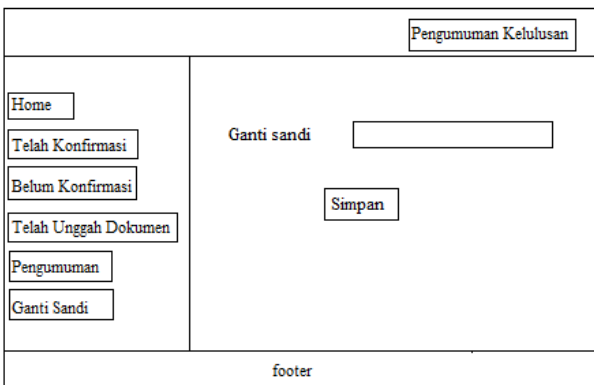 Pengumuman Kelulusan
Home
Telah Konfirmasi
Belum Konfirmasi
Telah Unggah Dokumen
Pengumuman
Ganti Sandi
Ganti sandi
Simpan
footer